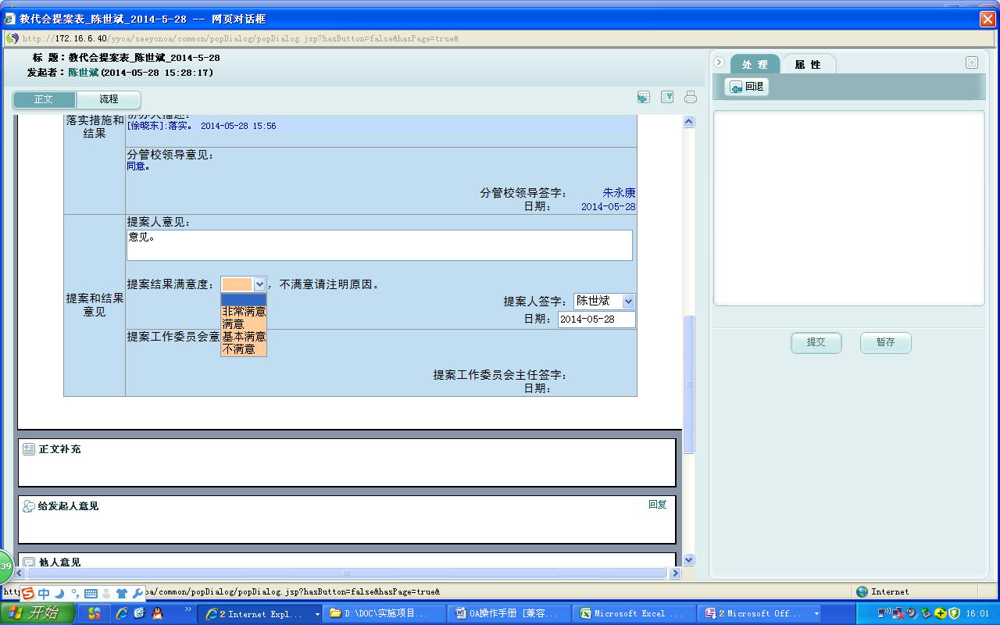 教代会提案表_陈世斌_2014-5-28 -- 网页对话框
http://172.16.6.40/yyoa/seeyonoa/common/popDialog/popDialog.jsp?hasButton=false&hasPage=true&
标 题：教代会提案表_陈世斌_2014-5-28
发起者：陈世斌(2014-05-28 15:28:17)
正文 流程
处 理 属 性
回退
落实措施和结果
协办人描述：
[徐晓东]:落实。 2014-05-28 15:56
分管校领导意见：
同意。
分管校领导签字： 朱永康
日期： 2014-05-28
提案和结果意见
提案人意见：
意见。
提案结果满意度： ，不满意请注明原因。
非常满意
满意
基本满意
不满意
提案人签字： 陈世斌
日期： 2014-05-28
提案工作委员会意
提案工作委员会主任签字：
日期：
提交 暂存
正文补充
给发起人意见 回复
他人意见
39
http
中
oa/common/popDialog/popDialog.jsp?hasButton=false&hasPage=true&
Internet
开始
2 Internet Expl...
D:\DOC\实施项目...
OA操作手册 [兼容...
Microsoft Excel ...
2 Microsoft Off...
16:01